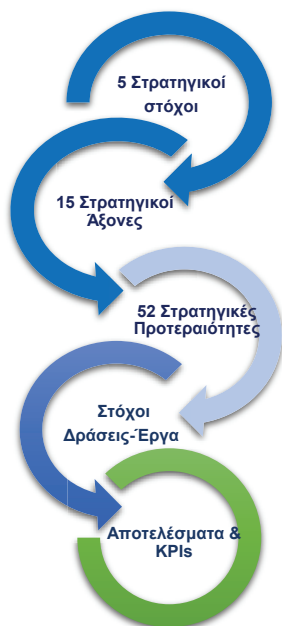 5 Στρατηγικοί
στόχοι
15 Στρατηγικοί
Άξονες
52 Στρατηγικές
Προτεραιότητες
Στόχοι
Δράσεις-Έργα
Αποτελέσματα &
KPIs